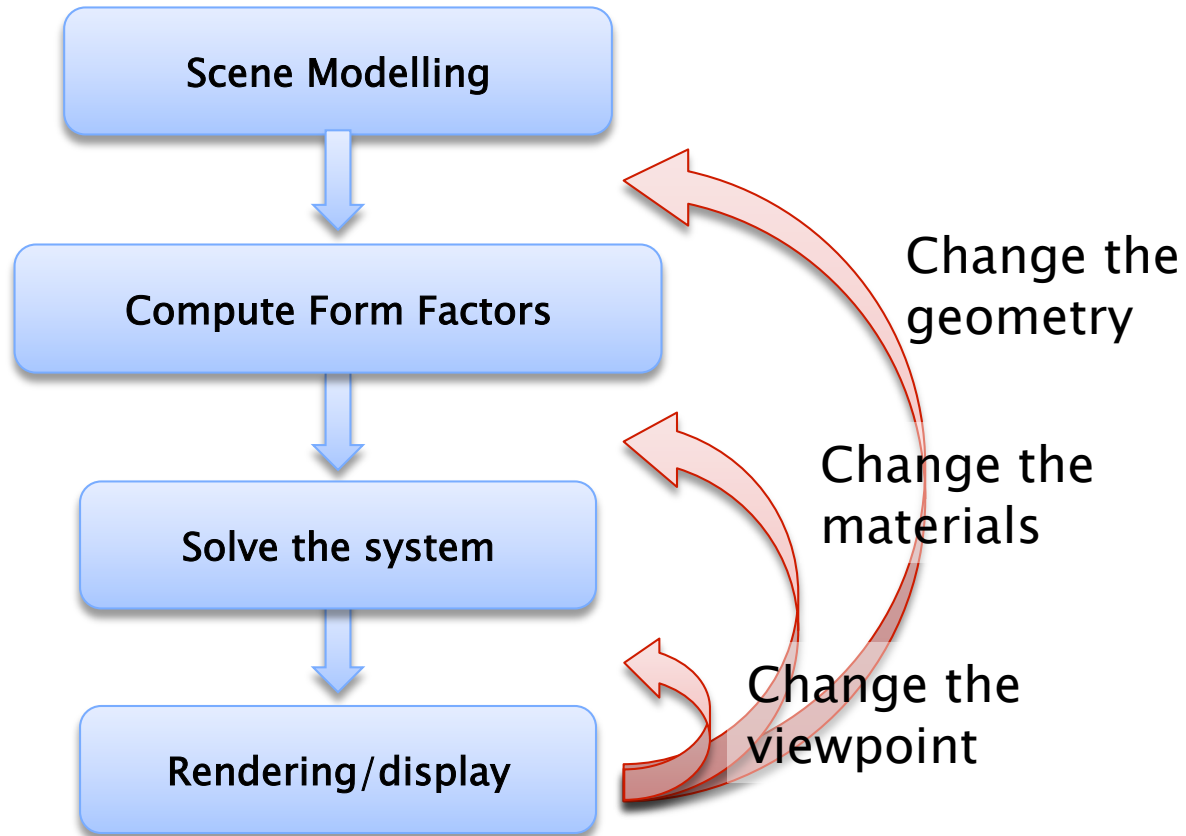 Scene Modelling
Compute Form Factors
Change the
geometry
Change the
materials
Solve the system
Change the
viewpoint
Rendering/display